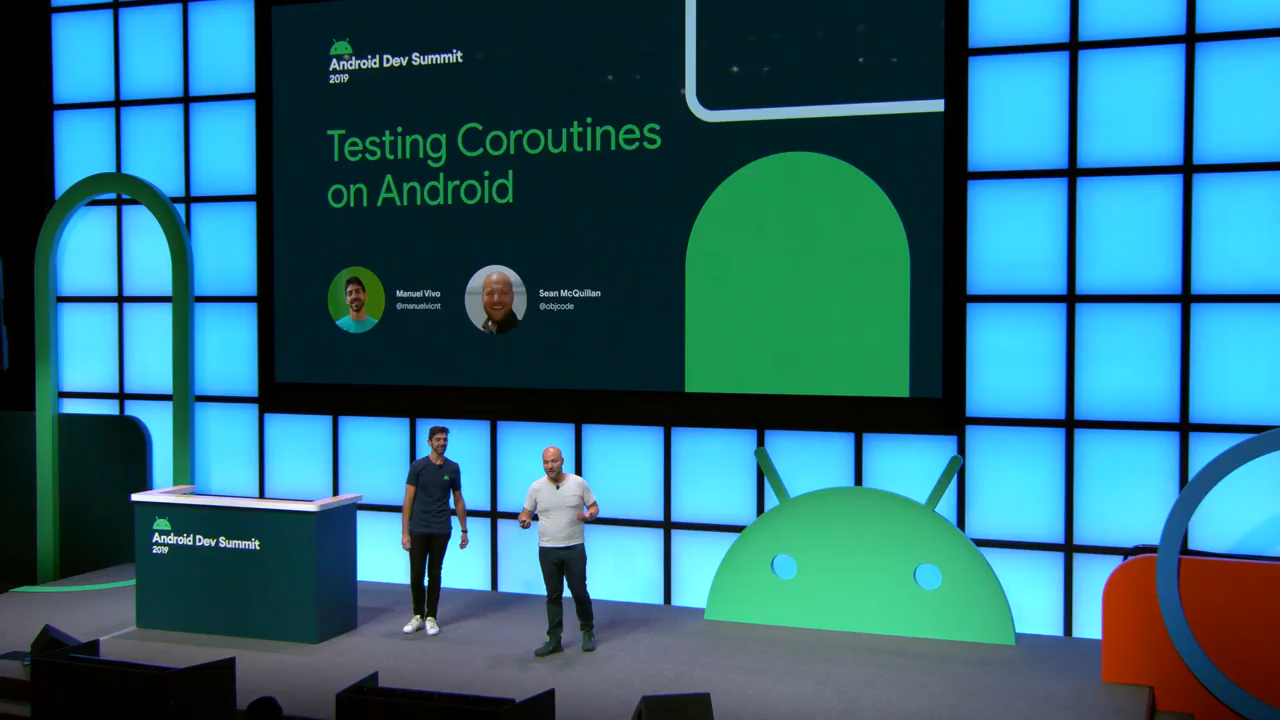 Android Dev Summit
2019
Testing Coroutines
on Android
Manuel Vivo
@manuelvicnt
Sean McQuillan
@objcode
Android Dev Summit
2019